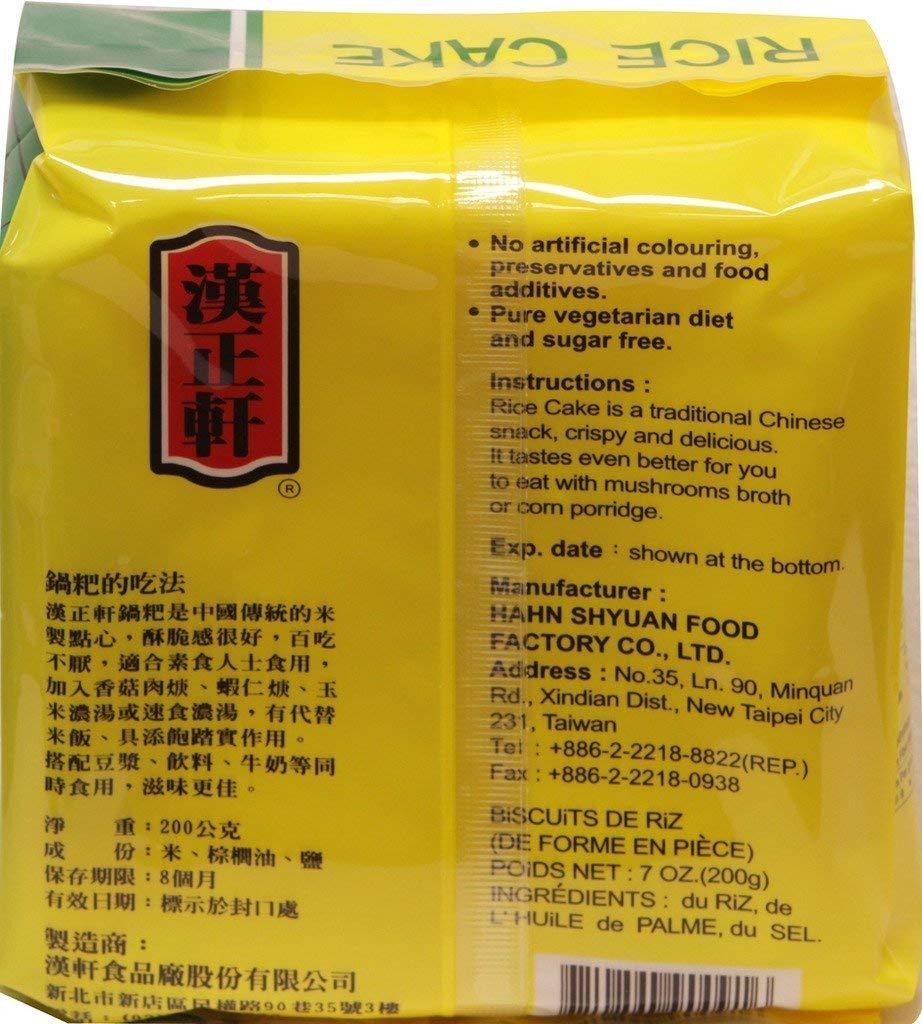 RICE CAKE
漢正軒
®
• No artificial colouring,
preservatives and food
additives.
• Pure vegetarian diet
and sugar free.
Instructions :
Rice Cake is a traditional Chinese
snack, crispy and delicious.
It tastes even better for you
to eat with mushrooms broth
or corn porridge.
Exp. date : shown at the bottom.
Manufacturer :
HAHN SHYUAN FOOD
FACTORY CO., LTD.
Address : No.35, Ln. 90, Minquan
Rd., Xindian Dist., New Taipei City
231, Taiwan
Tel : +886-2-2218-8822(REP.)
Fax : +886-2-2218-0938
BiSCUiTS DE RiZ
(DE FORME EN PIÈCE)
POiDS NET : 7 OZ.(200g)
INGRÉDIENTS : du RiZ, de
L'HUiLE de PALME, du SEL.
鍋粑的吃法
漢正軒鍋粑是中國傳統的米
製點心，酥脆感很好，百吃
不厭，適合素食人士食用，
加入香菇肉焿、蝦仁焿、玉
米濃湯或速食濃湯，有代替
米飯、具添飽踏實作用。
搭配豆漿、飲料、牛奶等同
時食用，滋味更佳。
淨 重：200公克
成 份：米、棕櫚油、鹽
保存期限：8個月
有效日期：標示於封口處
製造商：
漢軒食品廠股份有限公司
新北市新店區民權路90巷35號3樓